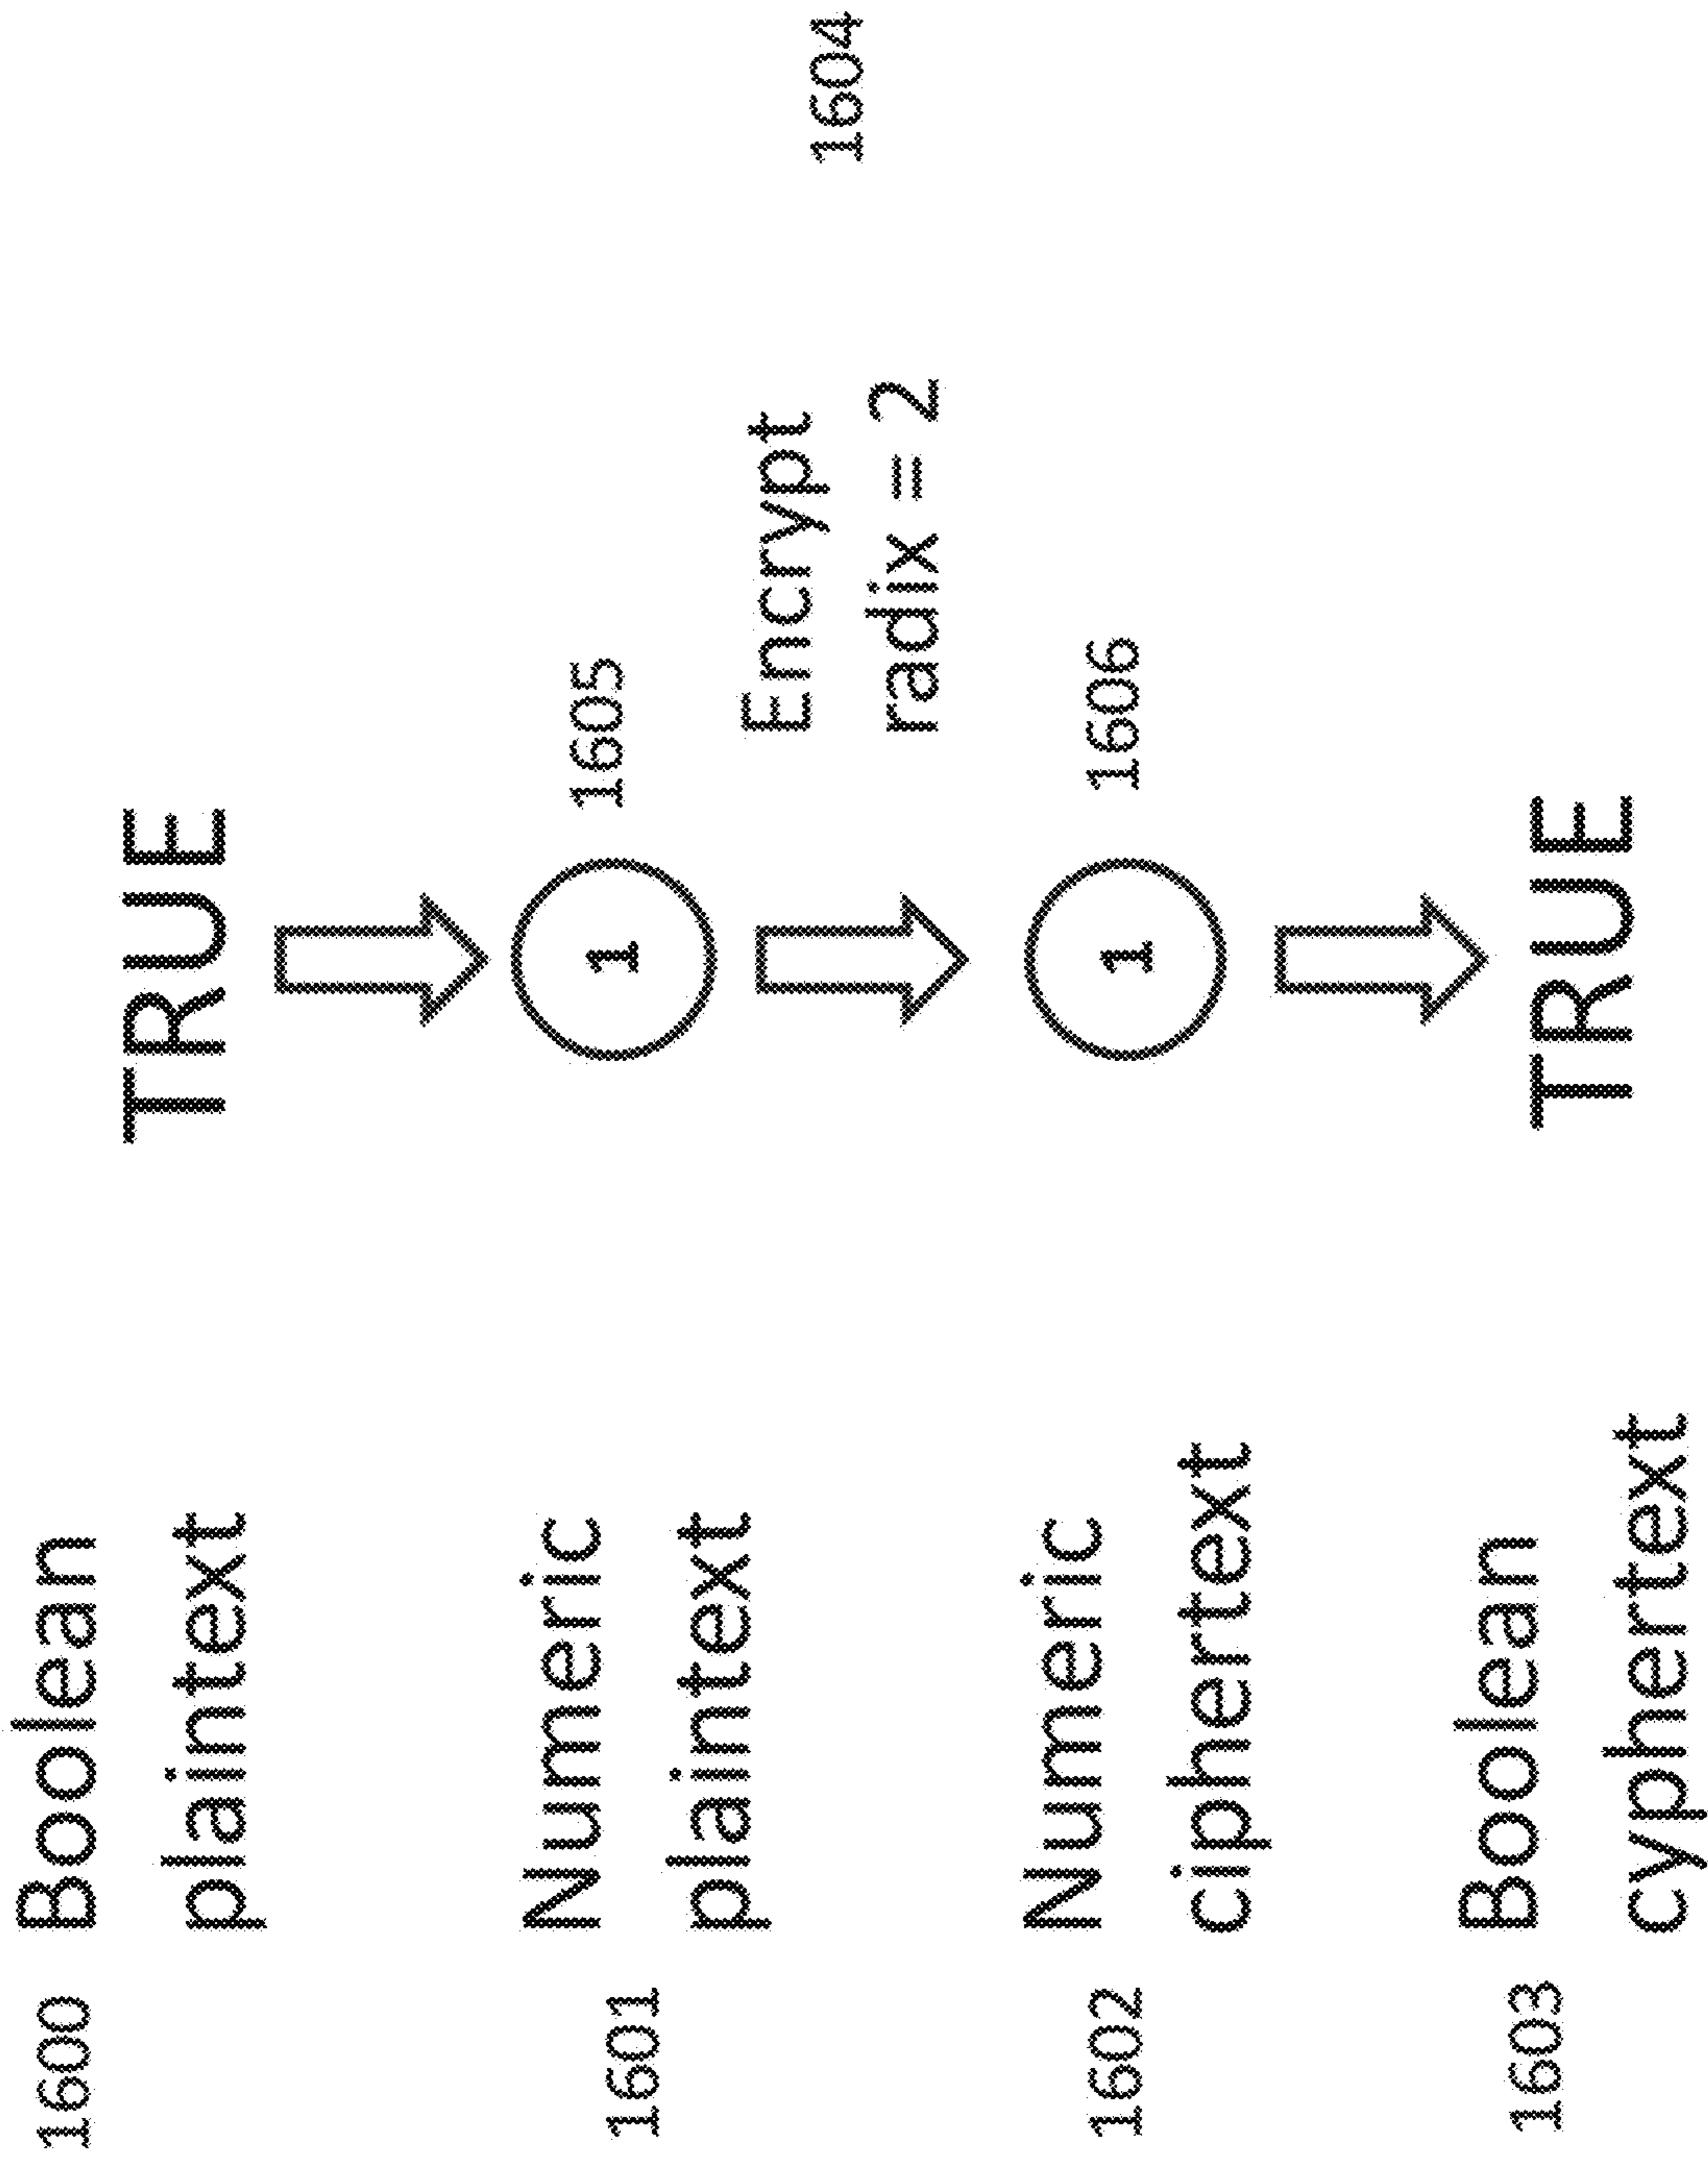 1600 Boolean
plaintext
TRUE
1601 Numeric
plaintext
1
1605
Encrypt
radix = 2
1604
1602 Numeric
ciphertext
1
1606
1603 Boolean
cyphertext
TRUE